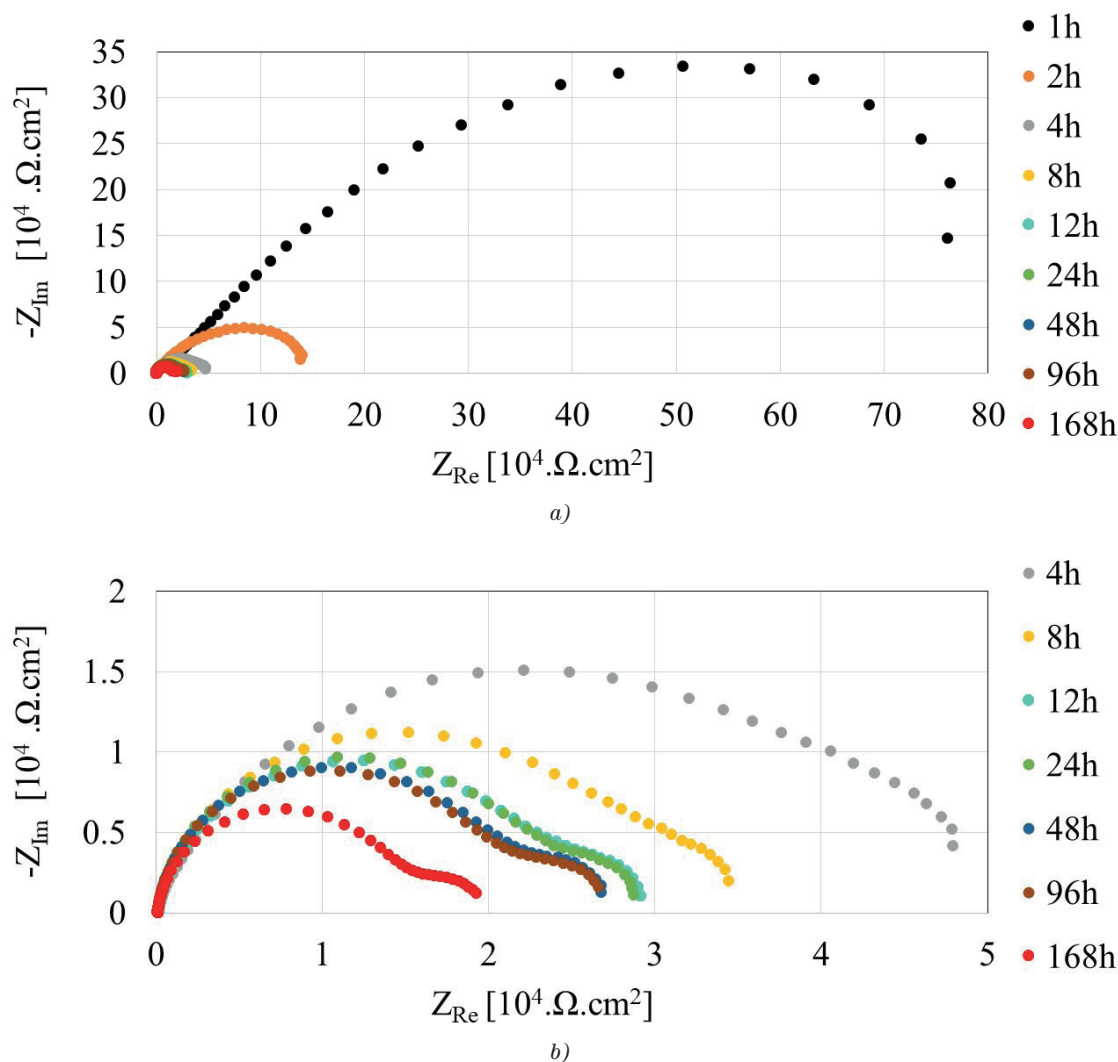 35
30
25
20
15
10
5
0
-Z_Im [10^4 .Ω.cm^2]
0 10 20 30 40 50 60 70 80
Z_Re [10^4.Ω.cm^2]
1h
2h
4h
8h
12h
24h
48h
96h
168h
a)
2
1.5
1
0.5
0
-Z_Im [10^4 .Ω.cm^2]
0 1 2 3 4 5
Z_Re [10^4.Ω.cm^2]
4h
8h
12h
24h
48h
96h
168h
b)